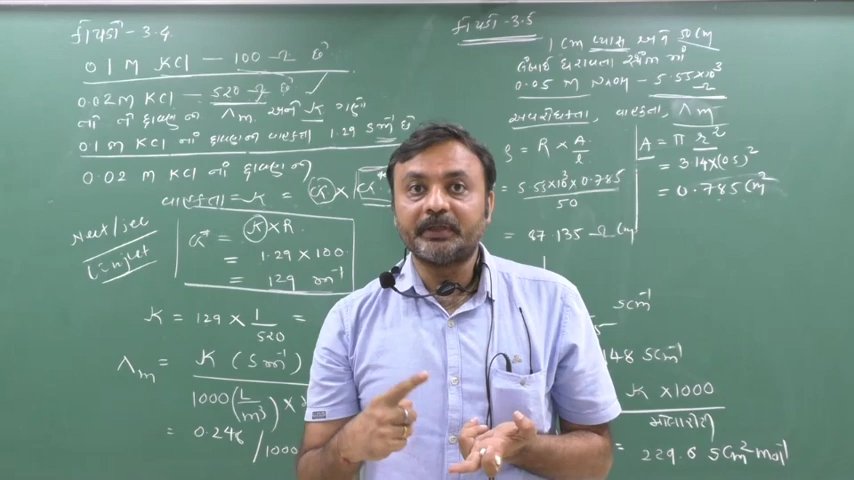 કોયડો - 3.4
0.1 M KCl — 100 Ω છે
0.02 M KCl — 520 Ω છે ✓
Λm અને K
0.1 M KCl નાં દ્રાવણની વાહકતા 1.29 S m⁻¹ છે
0.02 M KCl નાં દ્રાવણની
વાહકતા = K = K × G*
G* = K × R
= 1.29 × 100
= 129 m⁻¹
Neet/Jee
Gujcet
K = 129 × 1/520 =
Λm = K (S m⁻¹)
1000 (L/m³) ×
= 0.248 / 1000
કોયડો - 3.5
1 cm વ્યાસ અને 50 cm
લંબાઈ ધરાવતા
0.05 M NaOH — 5.55×10³ Ω
અવરોધકતા, વાહકતા, Λm
ρ = R × A/l
= 5.55×10³×0.785 / 50
= 87.135 Ω cm
A = π r²
= 3.14×(0.5)²
= 0.785 cm²
1
S cm⁻¹
148 S cm⁻¹
K × 1000
મોલારીટી
= 229.6 S cm² mol⁻¹